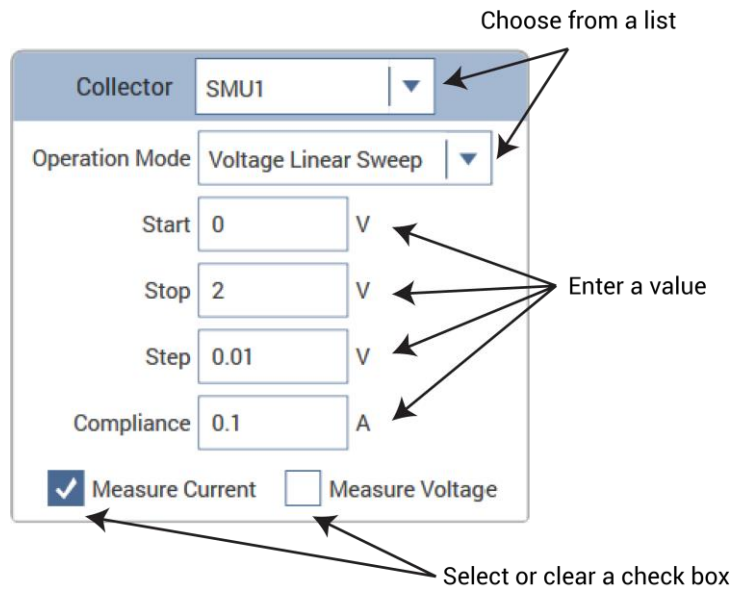 Choose from a list
Collector SMU1
Operation Mode Voltage Linear Sweep
Start 0 V
Stop 2 V
Enter a value
Step 0.01 V
Compliance 0.1 A
Measure Current Measure Voltage
Select or clear a check box